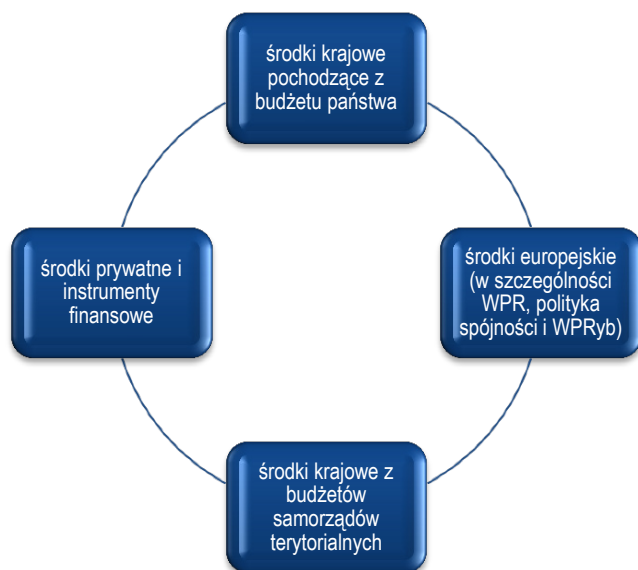 środki krajowe
pochodzące z
budżetu państwa
środki prywatne i
instrumenty
finansowe
środki europejskie
(w szczególności
WPR, polityka
spójności i WPRyb)
środki krajowe z
budżetów
samorządów
terytorialnych